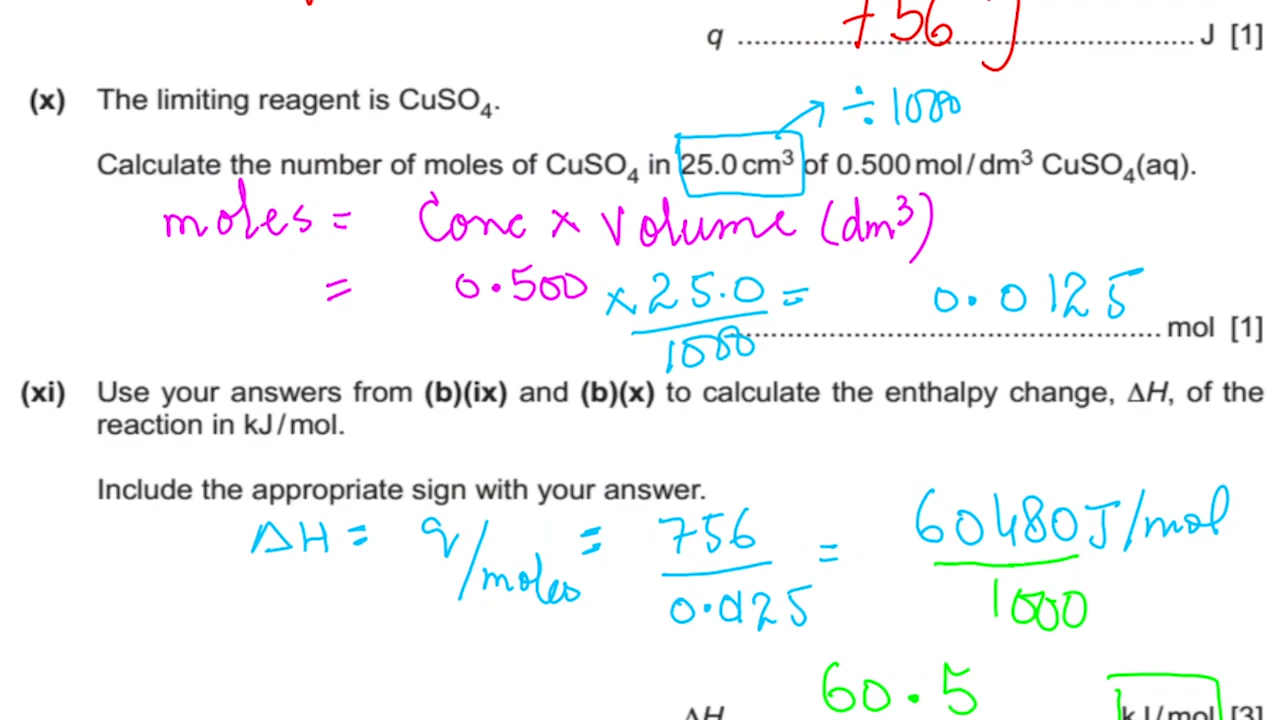 q ........ 756 J ........ J [1]
(x) The limiting reagent is CuSO₄.
÷ 1000
Calculate the number of moles of CuSO₄ in 25.0 cm³ of 0.500 mol/dm³ CuSO₄(aq).
moles = Conc × Volume (dm³)
= 0.500 × 25.0 / 1000 = 0.0125
........ mol [1]
(xi) Use your answers from (b)(ix) and (b)(x) to calculate the enthalpy change, ΔH, of the
reaction in kJ/mol.
Include the appropriate sign with your answer.
ΔH = q/moles = 756 / 0.0125 = 60480 J/mol / 1000
60.5
ΔH kJ/mol [3]